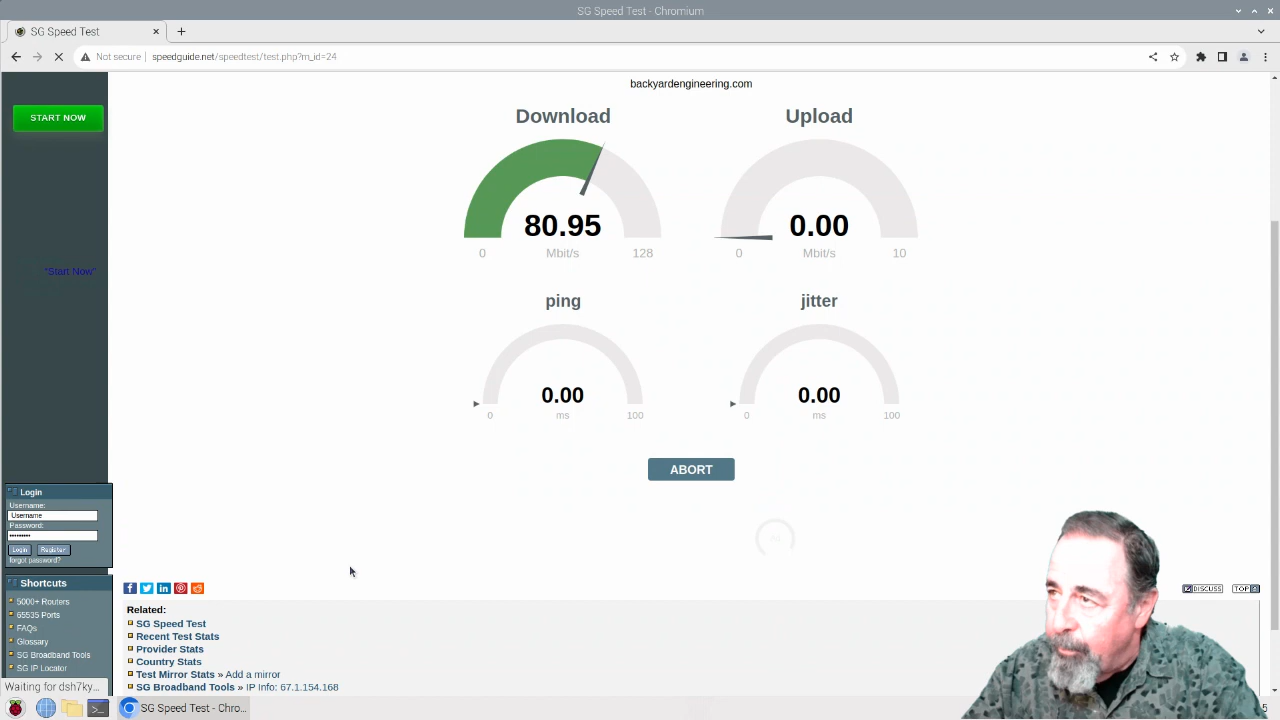 SG Speed Test - Chromium
SG Speed Test
Not secure
speedguide.net/speedtest/test.php?m_id=24
START NOW
"Start Now"
backyardengineering.com
Download
Upload
80.95
0
Mbit/s
128
0.00
0
Mbit/s
10
ping
jitter
0.00
0
ms
100
0.00
0
ms
100
ABORT
Login
Username:
Username
Password:
Login
Register
forgot password?
Shortcuts
5000+ Routers
65535 Ports
FAQs
Glossary
SG Broadband Tools
SG IP Locator
DISCUSS
TOP
Related:
SG Speed Test
Recent Test Stats
Provider Stats
Country Stats
Test Mirror Stats » Add a mirror
SG Broadband Tools » IP Info: 67.1.154.168
Waiting for dsh7ky...
SG Speed Test - Chro...